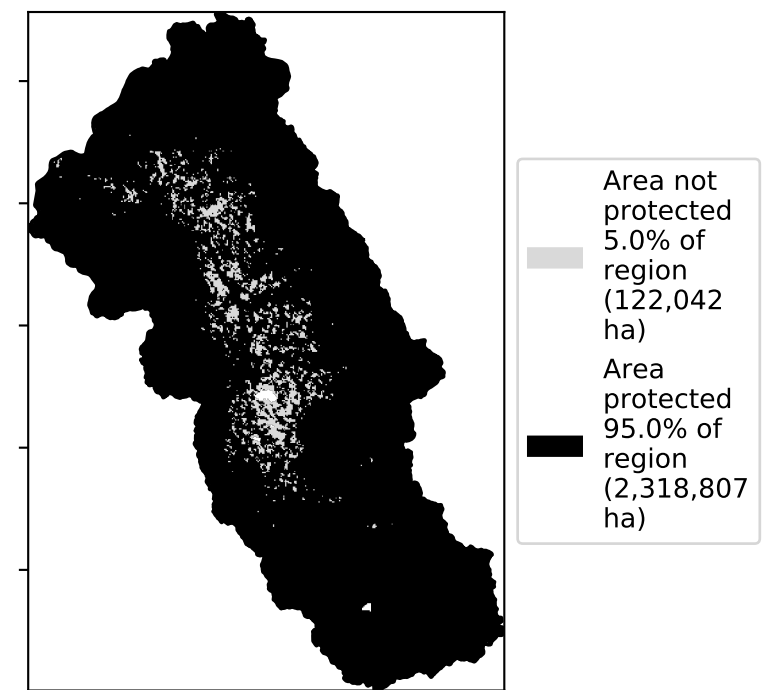 Area not
protected
5.0% of
region
(122,042
ha)
Area
protected
95.0% of
region
(2,318,807
ha)